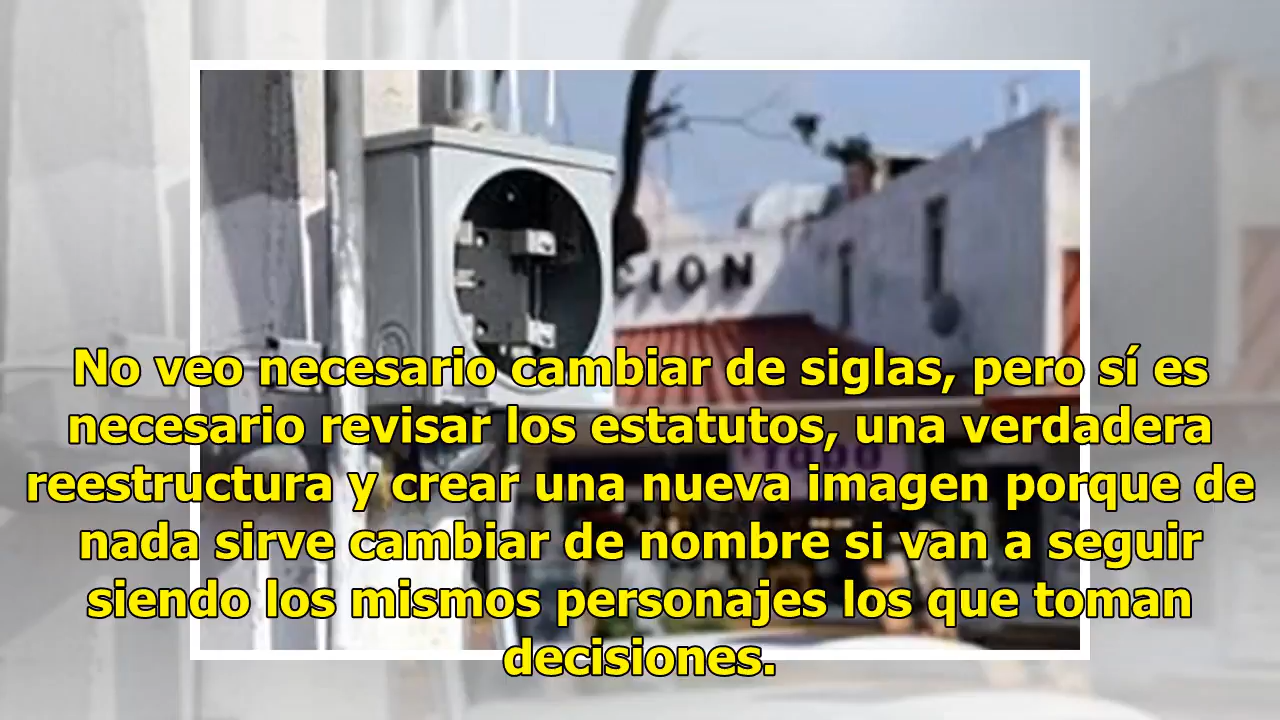 CION
TODO
No veo necesario cambiar de siglas, pero sí es
necesario revisar los estatutos, una verdadera
reestructura y crear una nueva imagen porque de
nada sirve cambiar de nombre si van a seguir
siendo los mismos personajes los que toman
decisiones.